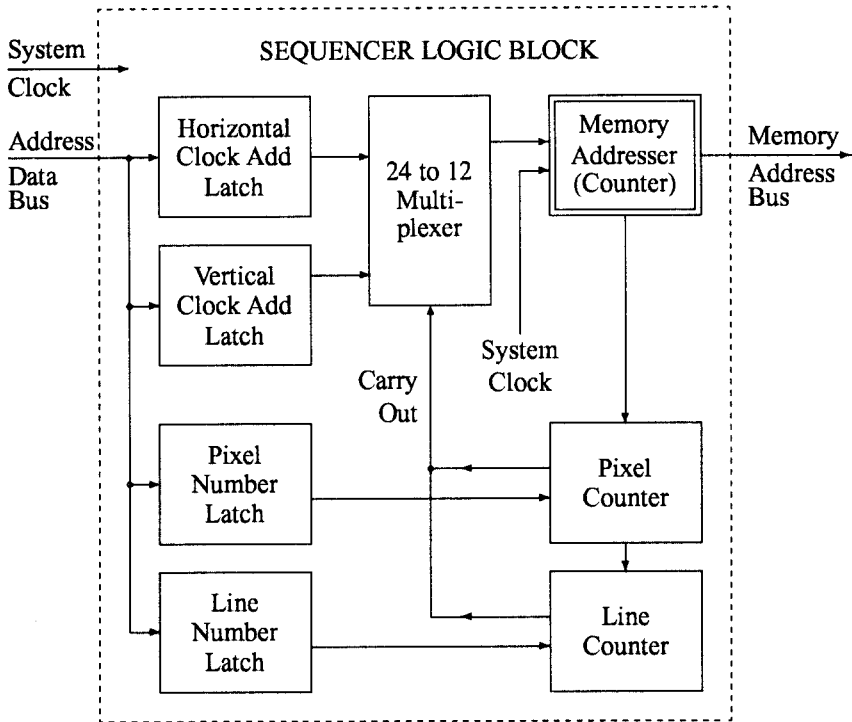 SEQUENCER LOGIC BLOCK
System
Clock
Address
Data
Bus
Horizontal
Clock Add
Latch
24 to 12
Multi-
plexer
Memory
Addresser
(Counter)
Memory
Address
Bus
Vertical
Clock Add
Latch
System
Clock
Carry
Out
Pixel
Number
Latch
Pixel
Counter
Line
Number
Latch
Line
Counter